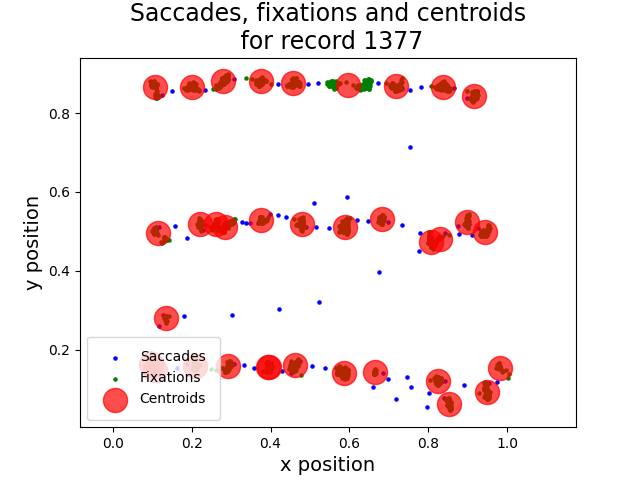 Saccades, fixations and centroids
for record 1377
y position
0.8
0.6
0.4
0.2
Saccades
Fixations
Centroids
0.0 0.2 0.4 0.6 0.8 1.0
x position